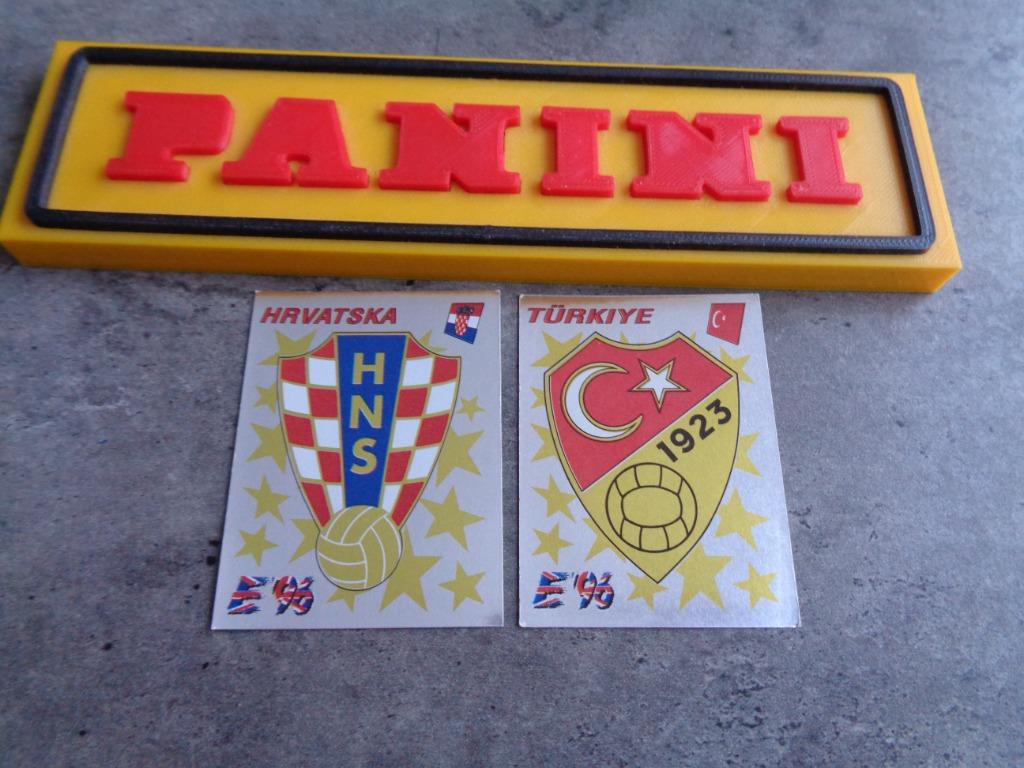 PANINI
HRVATSKA
HNS
E'96
TÜRKIYE
1923
E'96